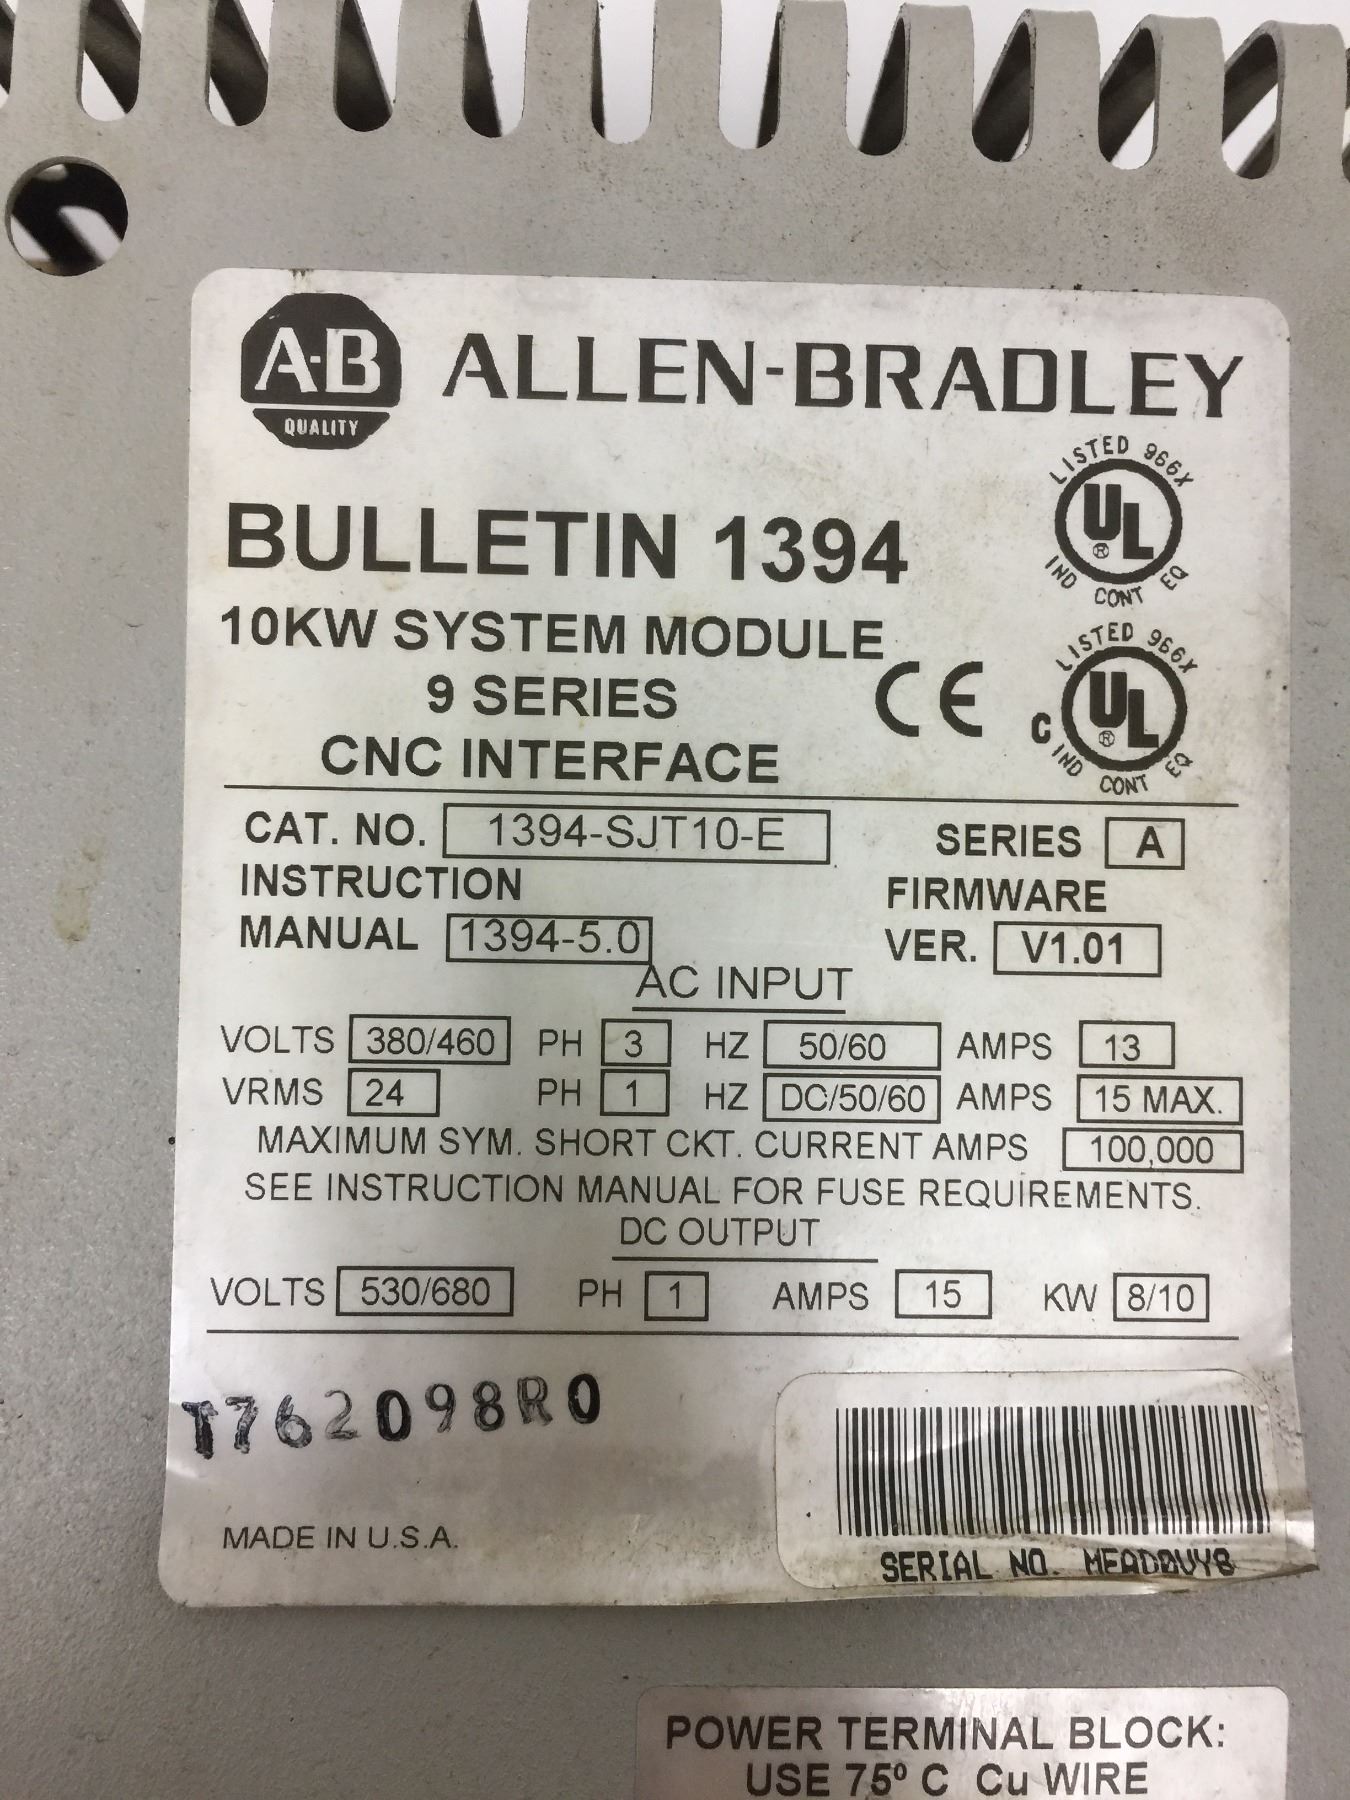 A-B
QUALITY
ALLEN-BRADLEY
BULLETIN 1394
10KW SYSTEM MODULE
9 SERIES
CNC INTERFACE
LISTED 966X
UL ®
IND CONT EQ
CE
LISTED 966X
C UL ®
IND CONT EQ
CAT. NO. 1394-SJT10-E SERIES A
INSTRUCTION MANUAL 1394-5.0
FIRMWARE VER. V1.01
AC INPUT
VOLTS 380/460 PH 3 HZ 50/60 AMPS 13
VRMS 24 PH 1 HZ DC/50/60 AMPS 15 MAX.
MAXIMUM SYM. SHORT CKT. CURRENT AMPS 100,000
SEE INSTRUCTION MANUAL FOR FUSE REQUIREMENTS.
DC OUTPUT
VOLTS 530/680 PH 1 AMPS 15 KW 8/10
T762098R0
MADE IN U.S.A.
SERIAL NO.
POWER TERMINAL BLOCK:
USE 75º C Cu WIRE